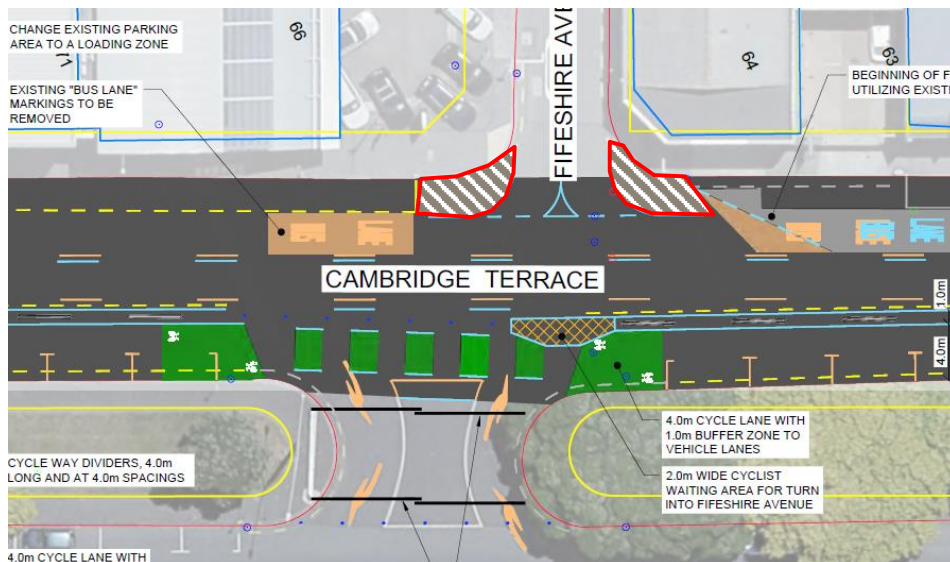 CHANGE EXISTING PARKING
AREA TO A LOADING ZONE
EXISTING "BUS LANE"
MARKINGS TO BE
REMOVED
71
66
FIFESHIRE AVE
64
63
BEGINNING OF F
UTILIZING EXISTI
CAMBRIDGE TERRACE
1.0m
4.0m
4.0m CYCLE LANE WITH
1.0m BUFFER ZONE TO
VEHICLE LANES
2.0m WIDE CYCLIST
WAITING AREA FOR TURN
INTO FIFESHIRE AVENUE
CYCLE WAY DIVIDERS, 4.0m
LONG AND AT 4.0m SPACINGS
4.0m CYCLE LANE WITH